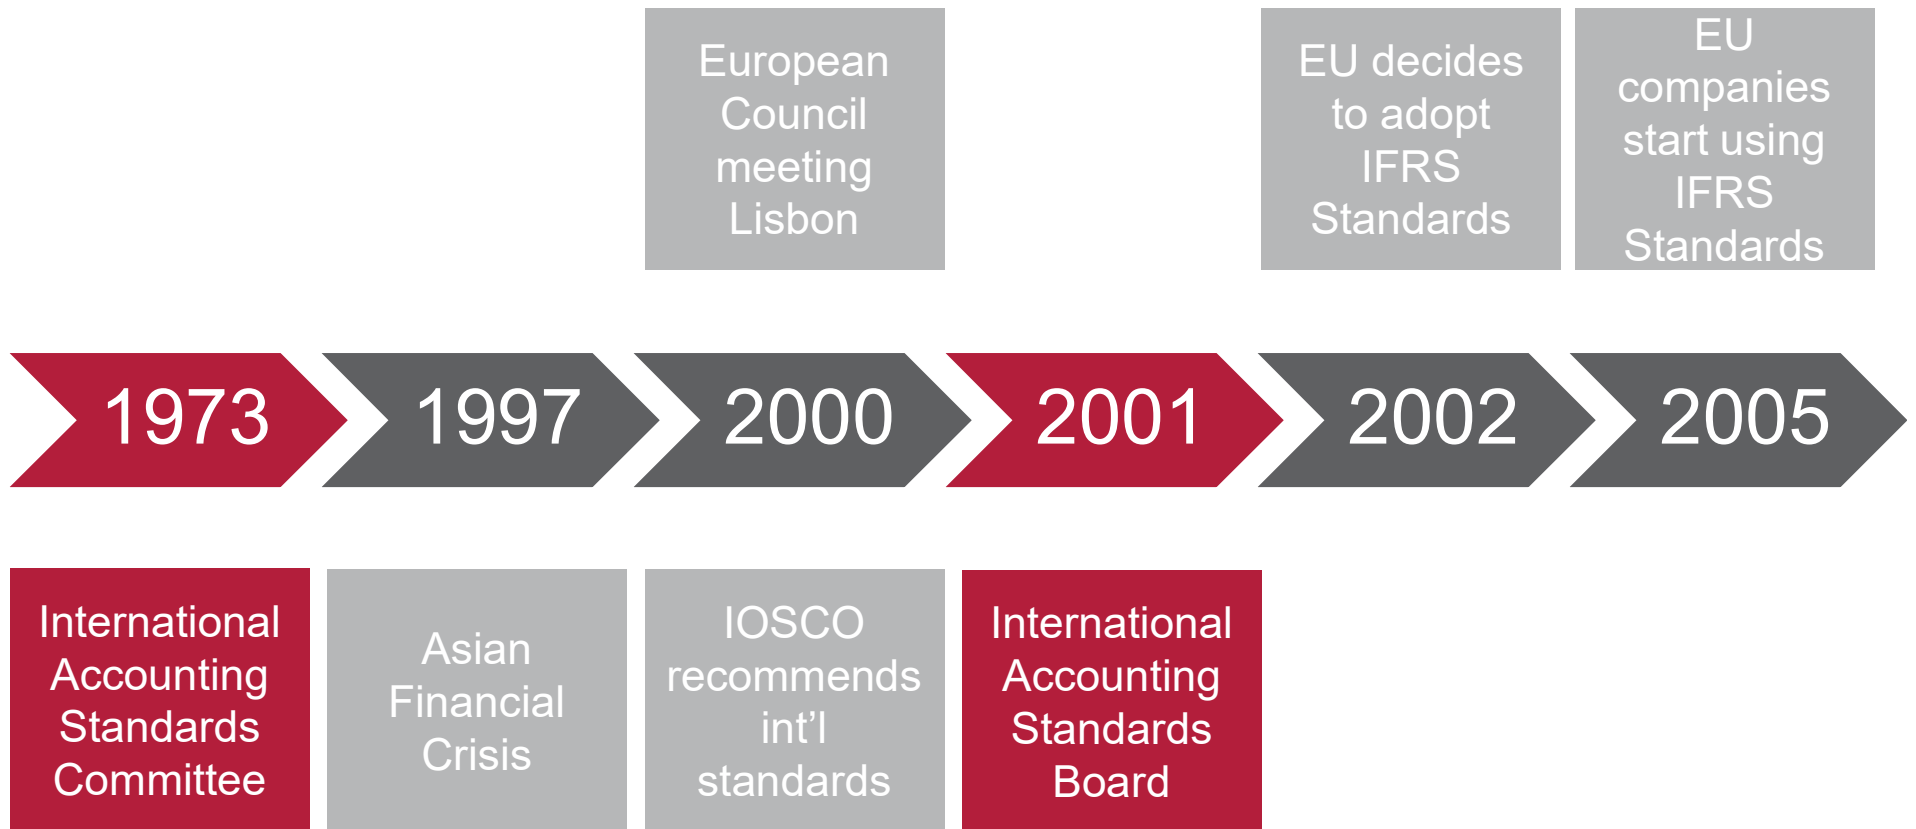 European
Council
meeting
Lisbon
EU decides
to adopt
IFRS
Standards
EU
companies
start using
IFRS
Standards
1973
1997
2000
2001
2002
2005
International
Accounting
Standards
Committee
Asian
Financial
Crisis
IOSCO
recommends
int’l
standards
International
Accounting
Standards
Board